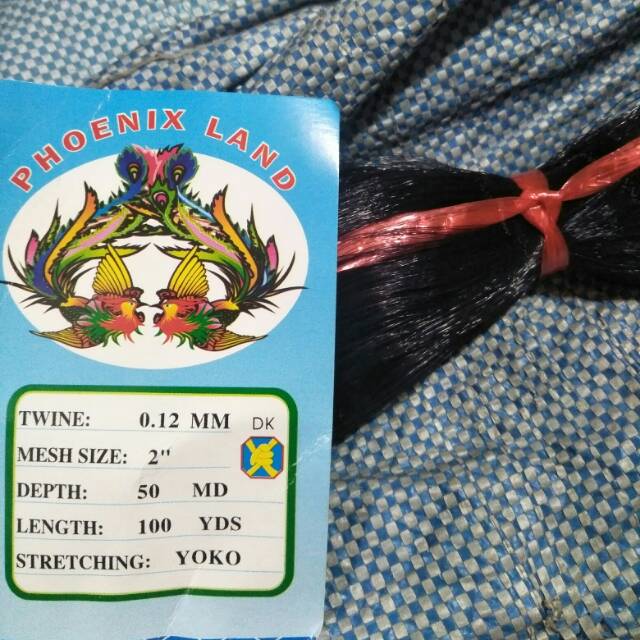 PHOENIX LAND
TWINE: 0.12 MM DK
MESH SIZE: 2"
DEPTH: 50 MD
LENGTH: 100 YDS
STRETCHING: YOKO